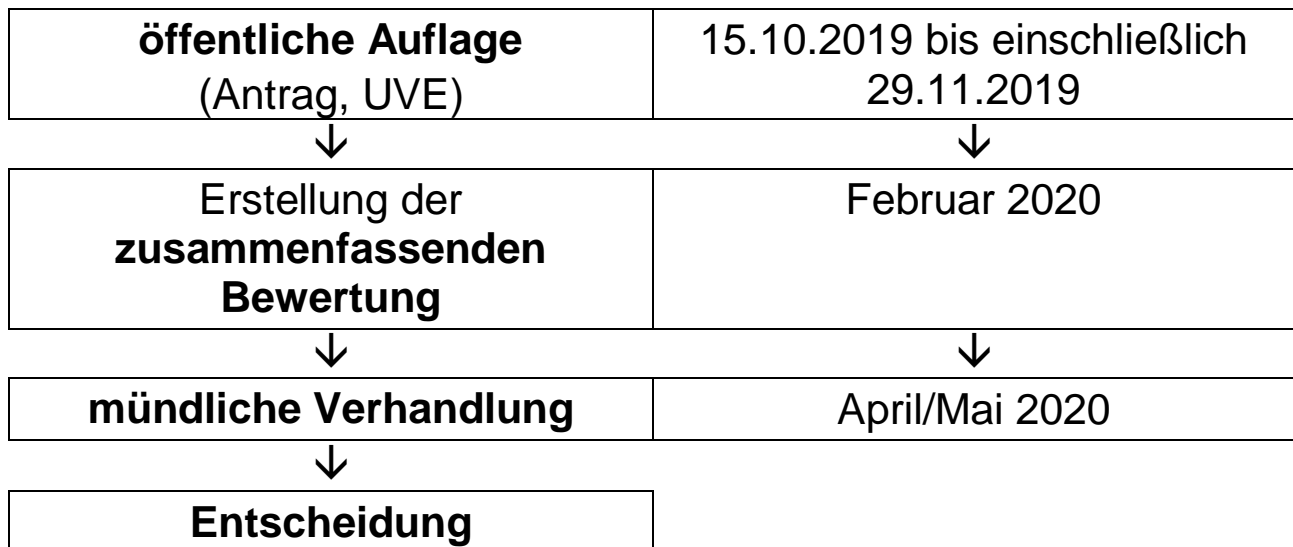 öffentliche Auflage
(Antrag, UVE)
15.10.2019 bis einschließlich
29.11.2019
Erstellung der
zusammenfassenden
Bewertung
Februar 2020
mündliche Verhandlung
April/Mai 2020
Entscheidung